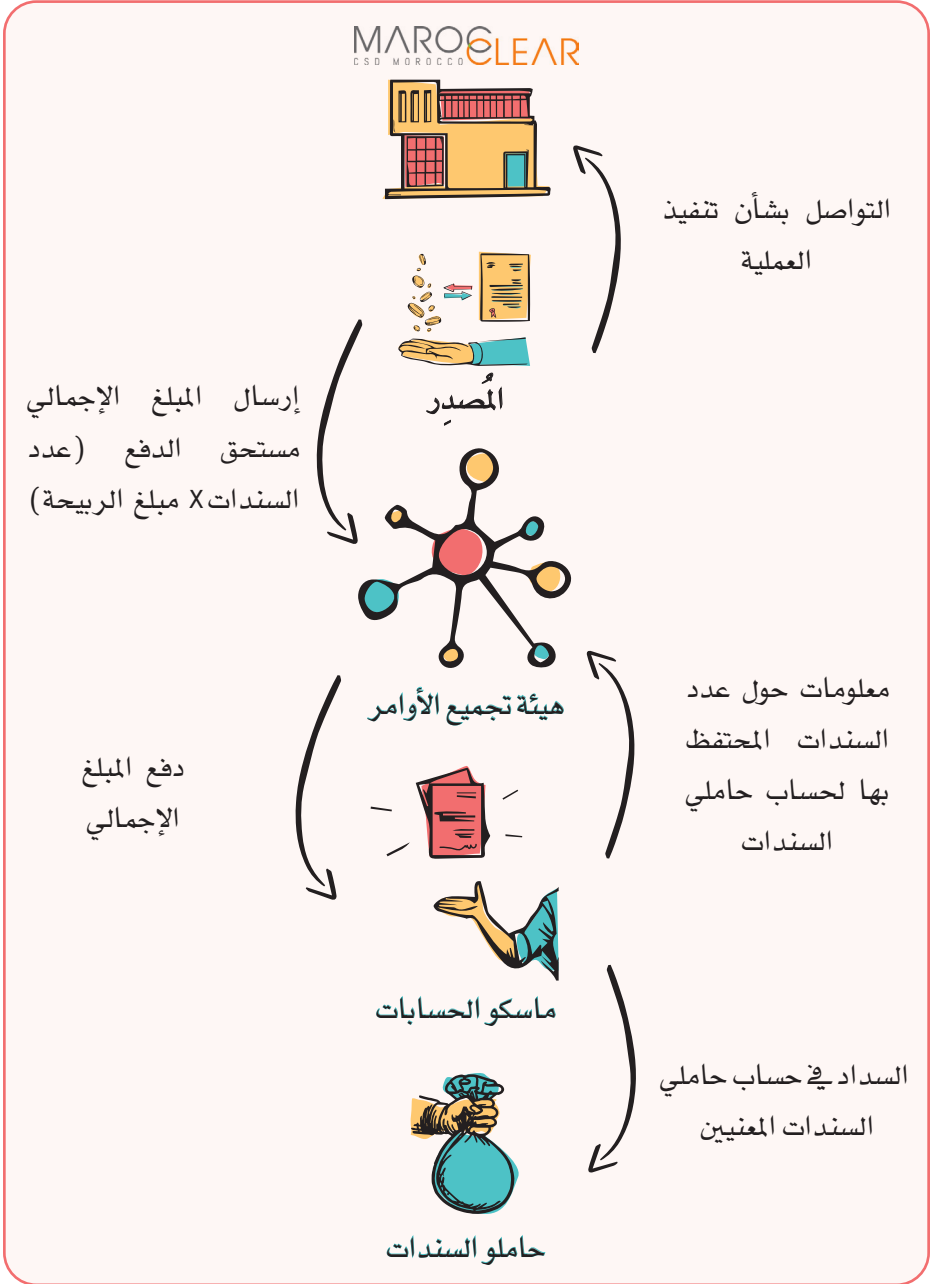 MAROCCLEAR
CSD MOROCCO
التواصل بشأن تنفيذ
العملية
المُصدِر
إرسال المبلغ الإجمالي
مستحق الدفع (عدد
السنداتX مبلغ الربيحة)
هيئة تجميع الأوامر
معلومات حول عدد
السندات المحتفظ
بها لحساب حاملي
السندات
دفع المبلغ
الإجمالي
ماسكو الحسابات
السداد في حساب حاملي
السندات المعنيين
حاملو السندات